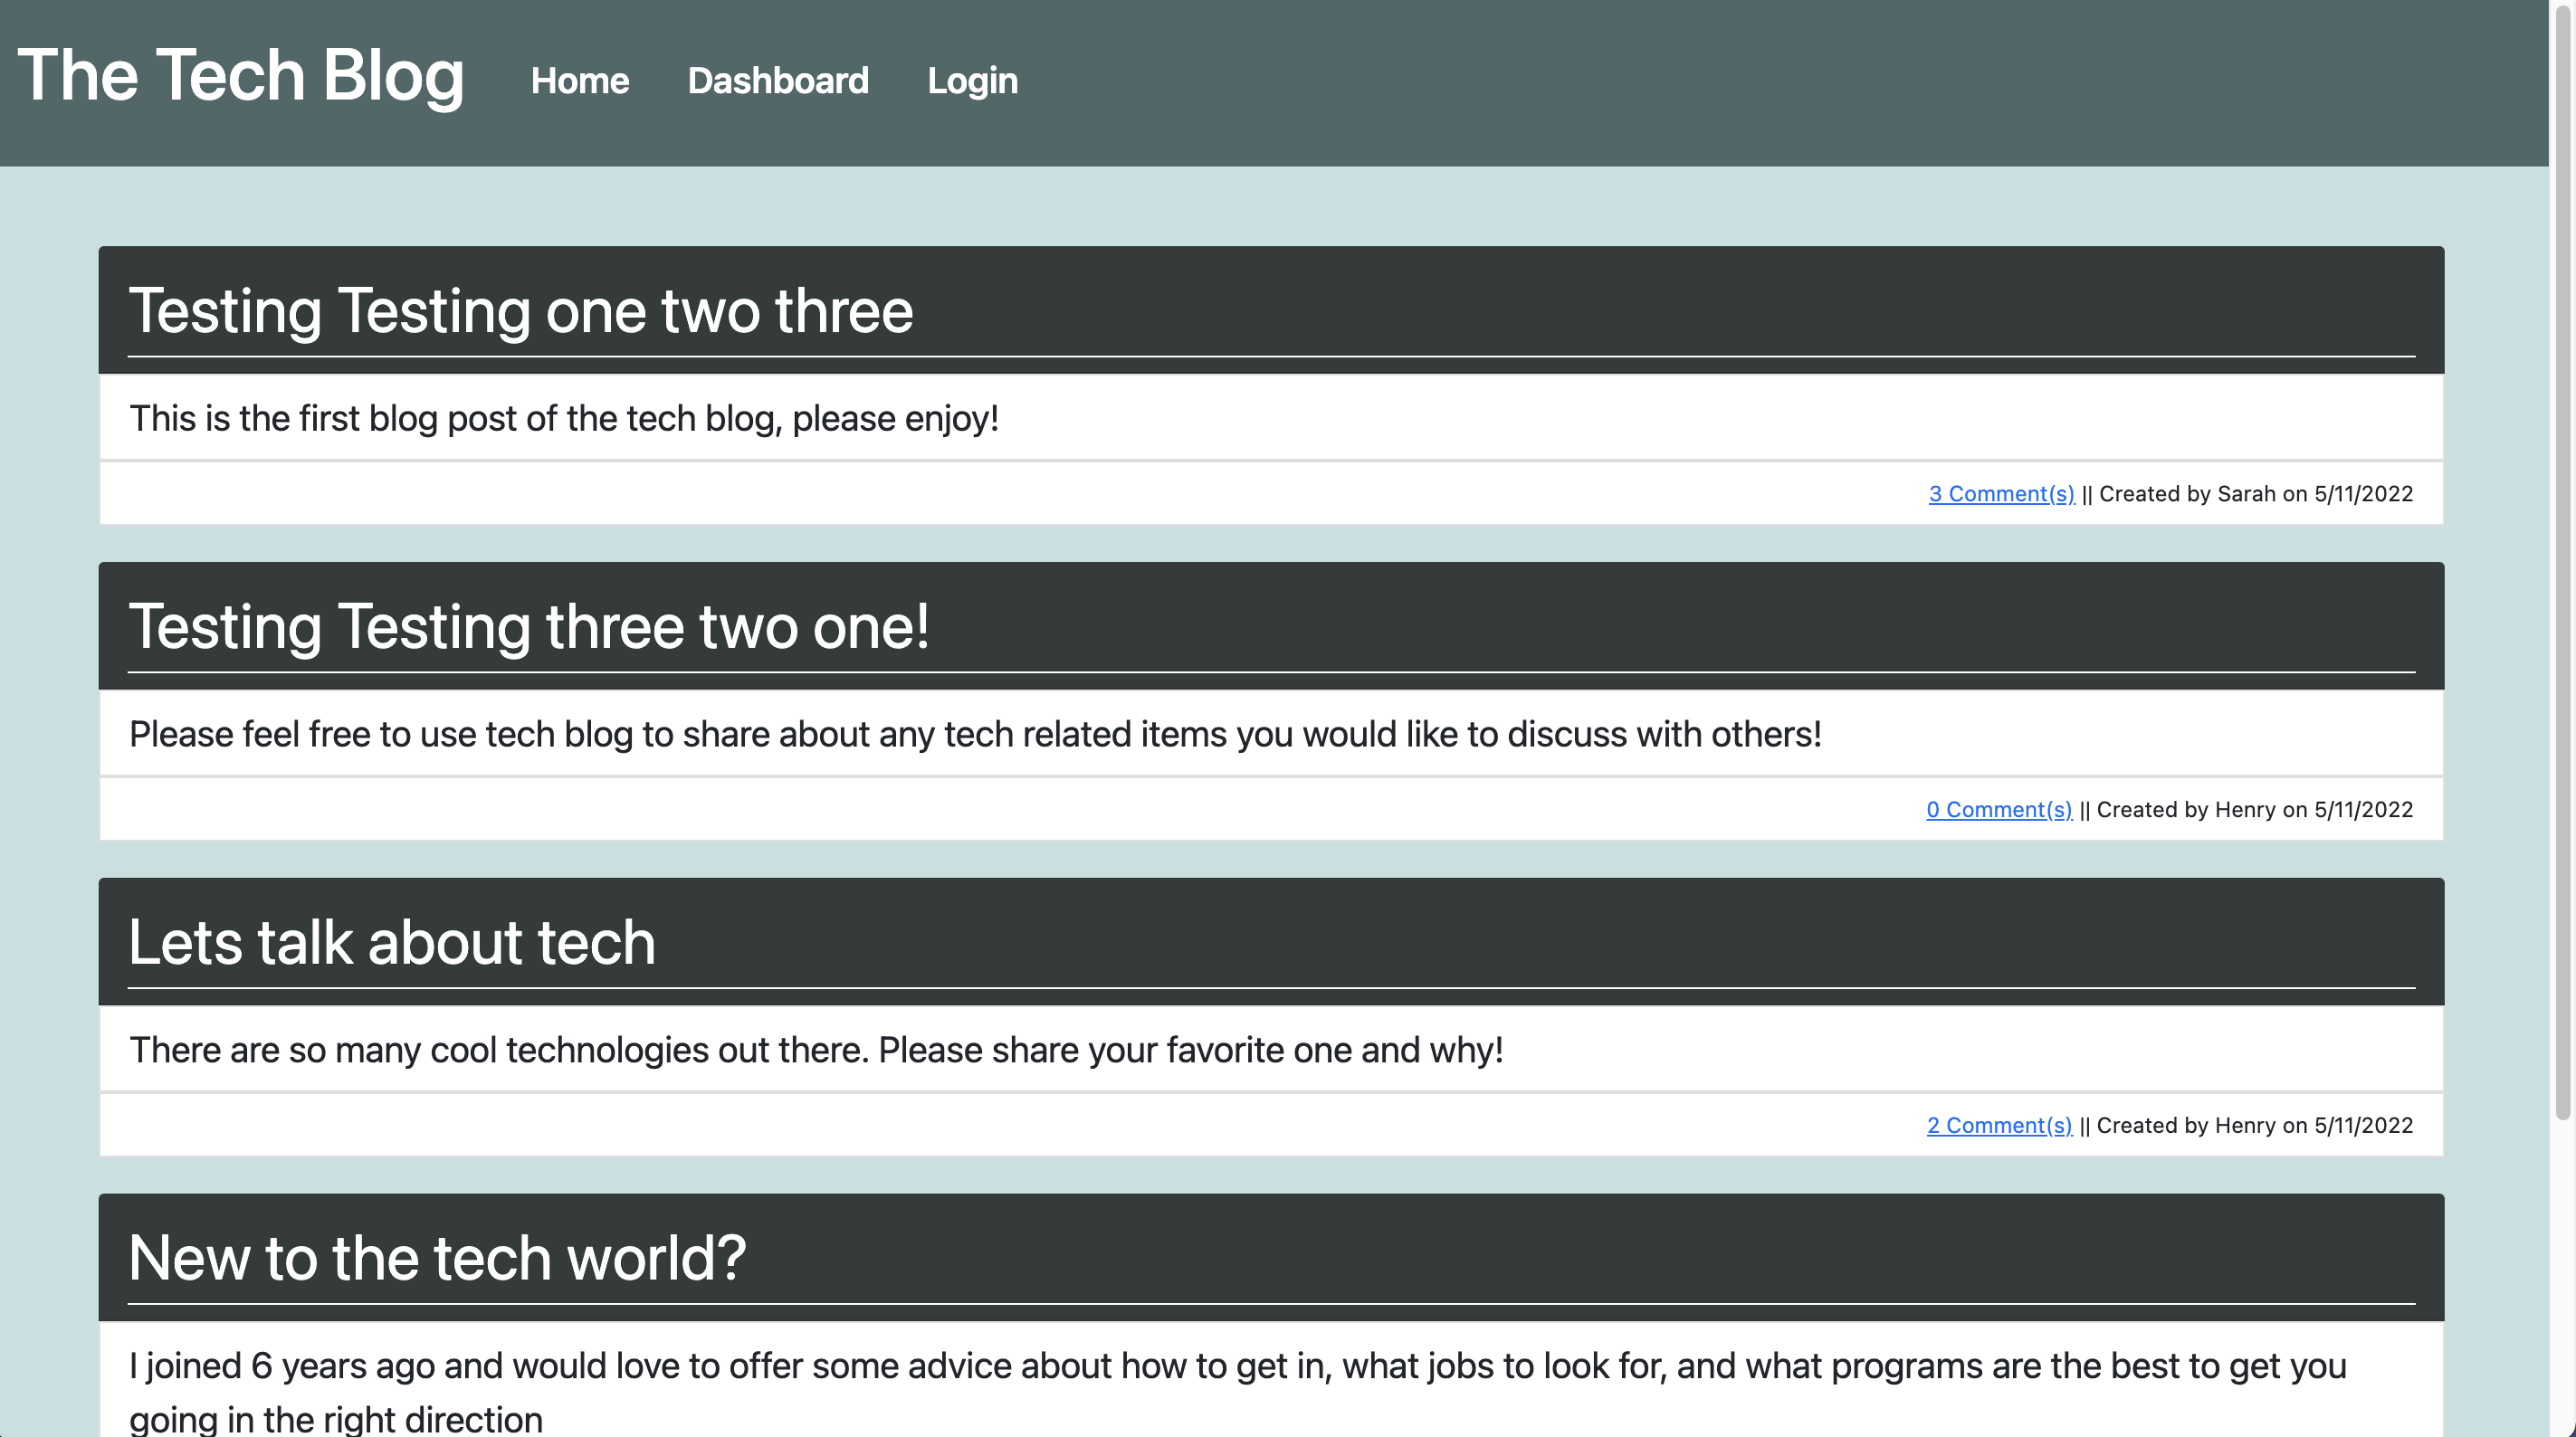 The Tech Blog Home Dashboard Login
Testing Testing one two three
This is the first blog post of the tech blog, please enjoy!
3 Comment(s) || Created by Sarah on 5/11/2022
Testing Testing three two one!
Please feel free to use tech blog to share about any tech related items you would like to discuss with others!
0 Comment(s) || Created by Henry on 5/11/2022
Lets talk about tech
There are so many cool technologies out there. Please share your favorite one and why!
2 Comment(s) || Created by Henry on 5/11/2022
New to the tech world?
I joined 6 years ago and would love to offer some advice about how to get in, what jobs to look for, and what programs are the best to get you
going in the right direction